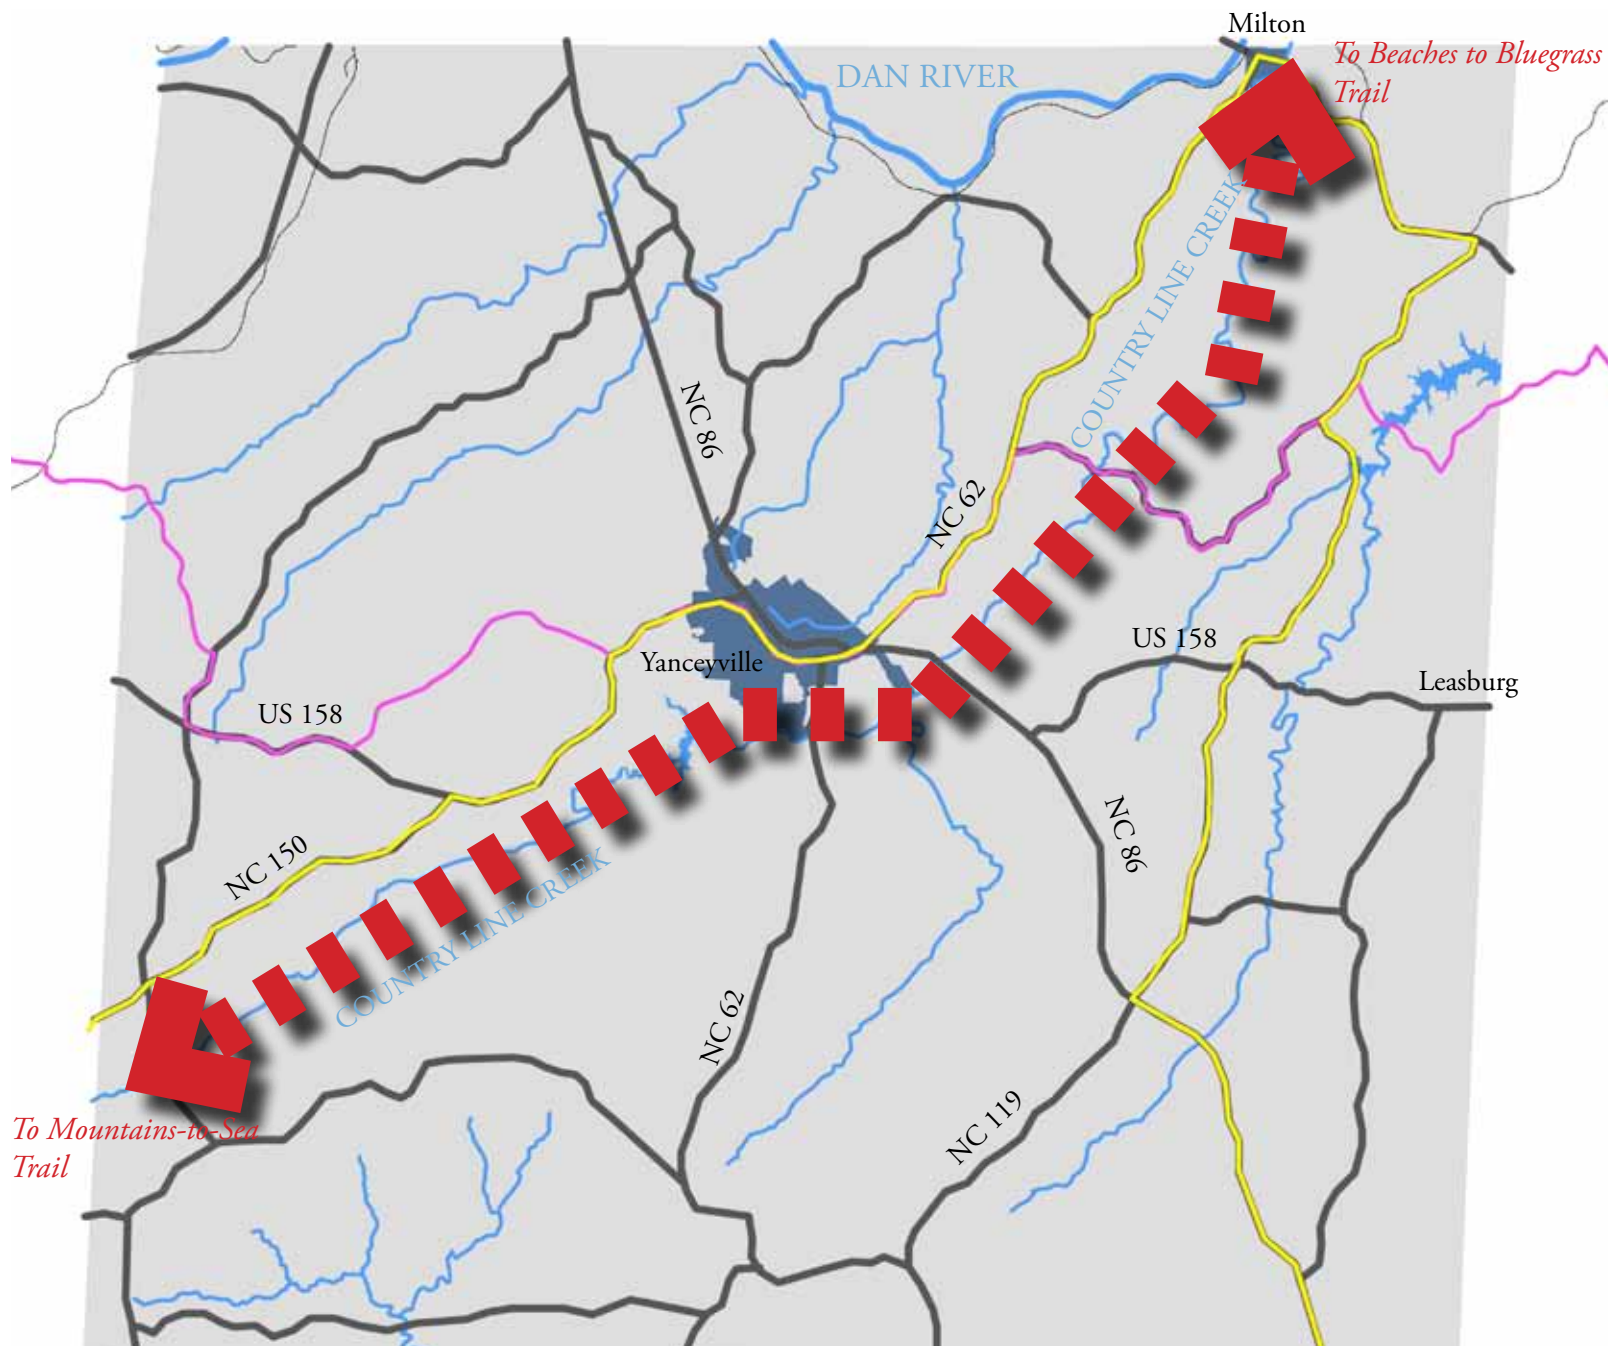 Milton
To Beaches to Bluegrass
Trail
DAN RIVER
COUNTRY LINE CREEK
NC 86
NC 62
US 158
Yanceyville
Leasburg
US 158
NC 86
NC 150
COUNTRY LINE CREEK
NC 62
NC 119
To Mountains-to-Sea
Trail